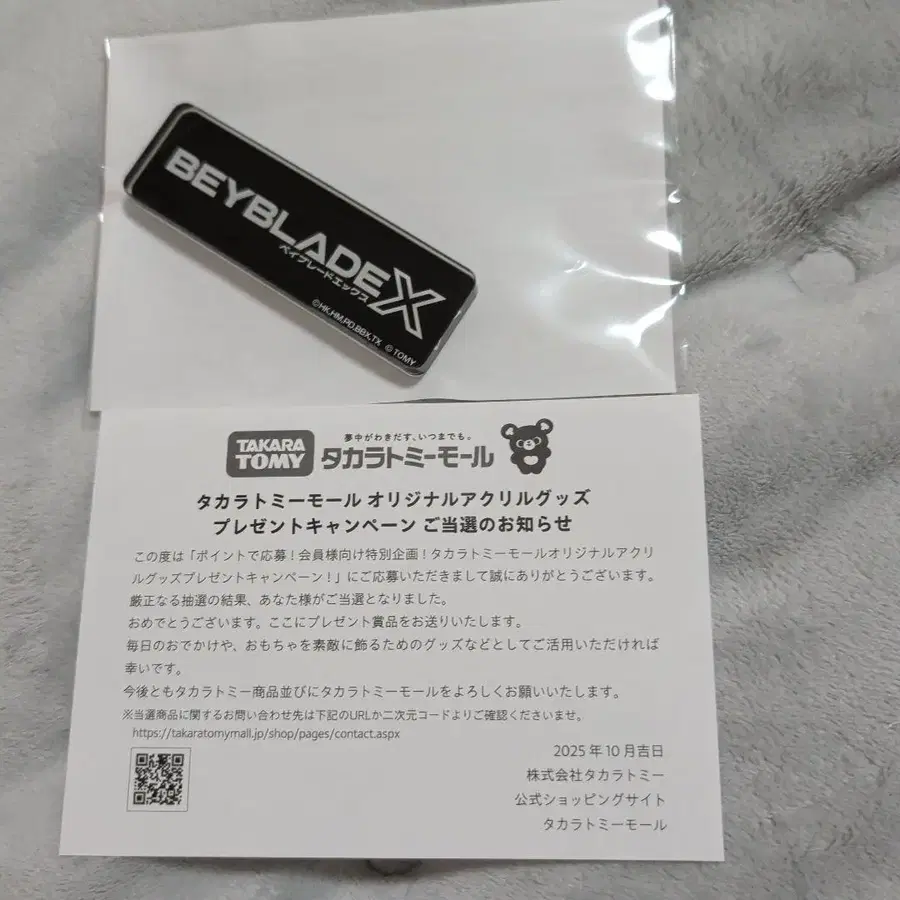 BEYBLADE X
ベイブレードエックス
©HK,HM,PD,BBX,TX © TOMY
TAKARA TOMY
夢中がわきだす、いつまでも。
タカラトミーモール
タカラトミーモール オリジナルアクリルグッズ
プレゼントキャンペーン ご当選のお知らせ
この度は「ポイントで応募！会員様向け特別企画！タカラトミーモールオリジナルアクリ
ルグッズプレゼントキャンペーン！」にご応募いただきまして誠にありがとうございます。
厳正なる抽選の結果、あなた様がご当選となりました。
おめでとうございます。ここにプレゼント賞品をお送りいたします。
毎日のおでかけや、おもちゃを素敵に飾るためのグッズなどとしてご活用いただければ
幸いです。
今後ともタカラトミー商品並びにタカラトミーモールをよろしくお願いいたします。
※当選商品に関するお問い合わせ先は下記のURLか二次元コードよりご確認くださいませ。
https://takaratomymall.jp/shop/pages/contact.aspx
2025 年 10 月吉日
株式会社タカラトミー
公式ショッピングサイト
タカラトミーモール